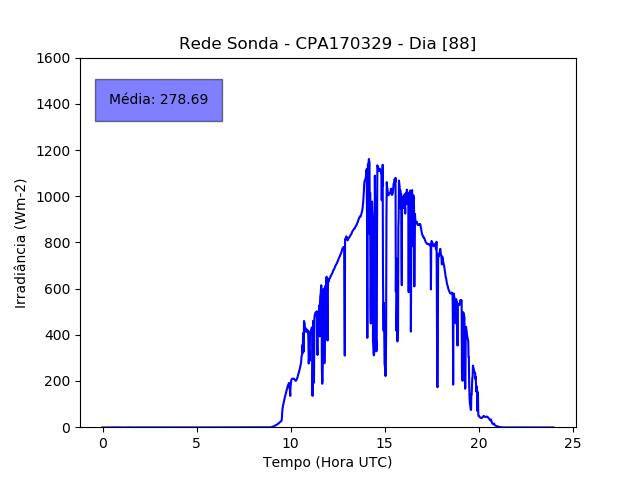 Rede Sonda - CPA170329 - Dia [88]
1600
1400
1200
1000
800
600
400
200
0
Média: 278.69
Irradiância (Wm-2)
0 5 10 15 20 25
Tempo (Hora UTC)